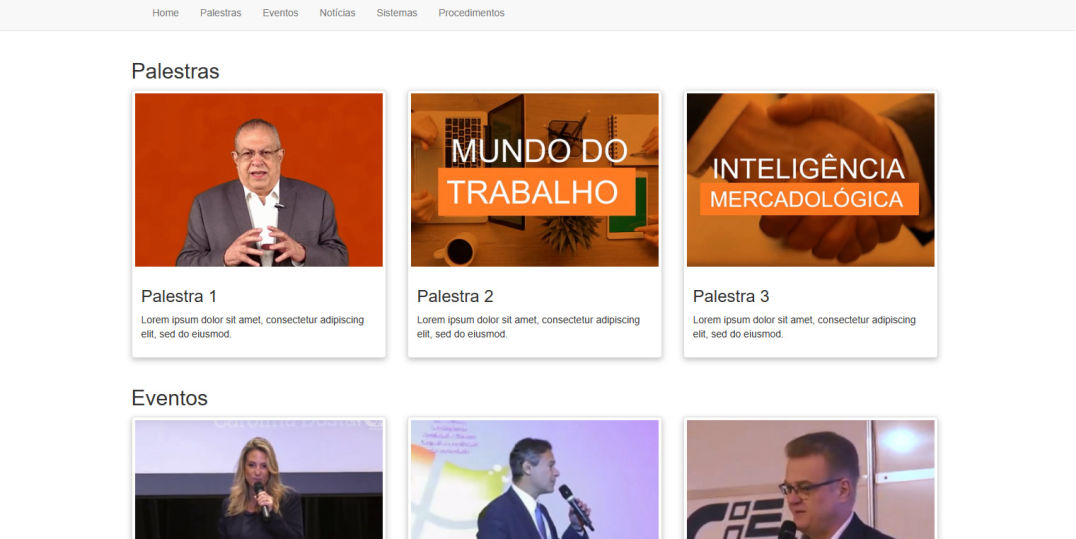 Home Palestras Eventos Notícias Sistemas Procedimentos
Palestras
MUNDO DO
TRABALHO
INTELIGÊNCIA
MERCADOLÓGICA
Palestra 1
Lorem ipsum dolor sit amet, consectetur adipiscing
elit, sed do eiusmod.
Palestra 2
Lorem ipsum dolor sit amet, consectetur adipiscing
elit, sed do eiusmod.
Palestra 3
Lorem ipsum dolor sit amet, consectetur adipiscing
elit, sed do eiusmod.
Eventos